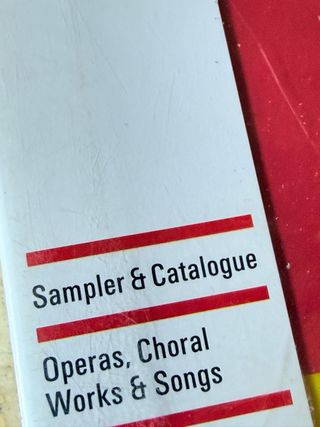 Sampler & Catalogue
Operas, Choral
Works & Songs